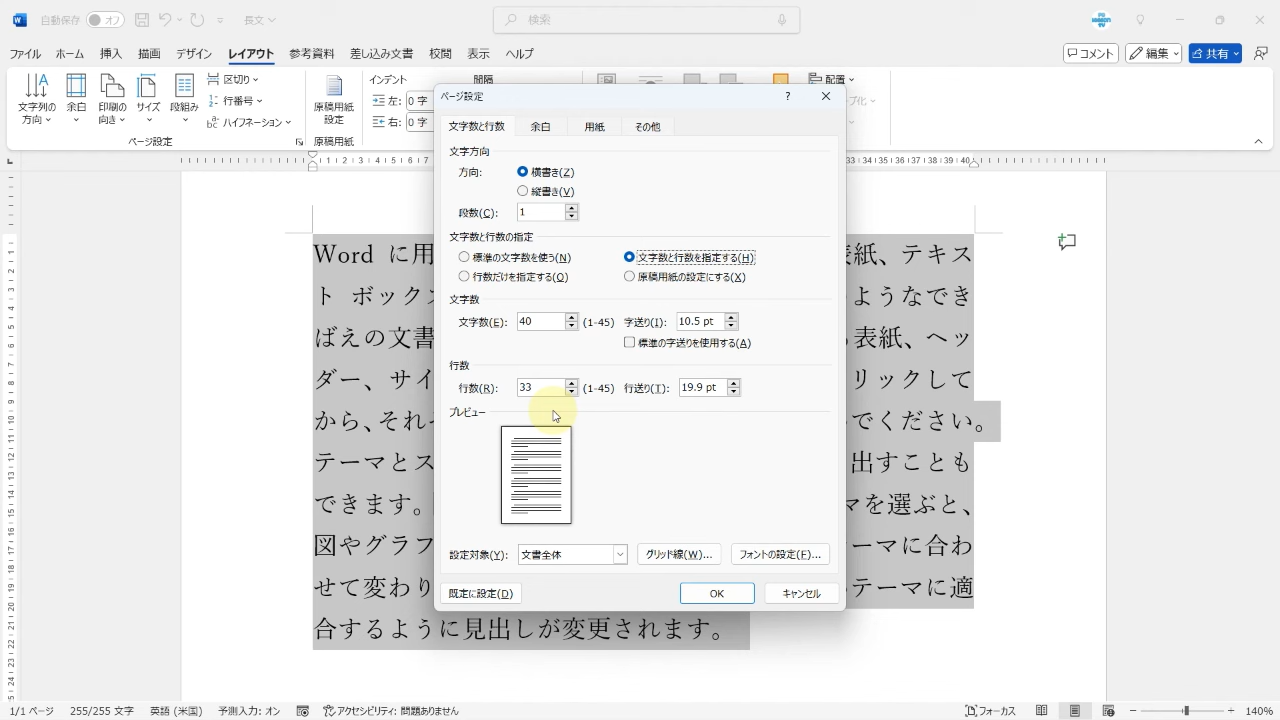 自動保存 オフ 長文 検索
ファイル ホーム 挿入 描画 デザイン レイアウト 参考資料 差し込み文書 校閲 表示 ヘルプ コメント 編集 共有
文字列の方向 余白 印刷の向き サイズ 段組み 区切り 行番号 ハイフネーション
ページ設定
原稿用紙設定
原稿用紙
インデント 間隔
左: 0 字
右: 0 字
配置
ページ設定 ?
文字数と行数 余白 用紙 その他
文字方向
方向: 横書き(Z)
縦書き(V)
段数(C): 1
文字数と行数の指定
標準の文字数を使う(N) 文字数と行数を指定する(H)
行数だけを指定する(O) 原稿用紙の設定にする(X)
文字数
文字数(E): 40 (1-45) 字送り(I): 10.5 pt
標準の字送りを使用する(A)
行数
行数(R): 33 (1-45) 行送り(T): 19.9 pt
プレビュー
設定対象(Y): 文書全体 グリッド線(W)... フォントの設定(F)...
既定に設定(D) OK キャンセル
1 2 3 4 5 6 7 33 34 35 36 37 38 39 40
Word に用 表紙、テキス
ト ボックス ようなでき
ばえの文書 表紙、ヘッ
ダー、サイ リックして
から、それ でください。
テーマとス 出すことも
できます。 マを選ぶと、
図やグラフ ーマに合わ
せて変わり テーマに適
合するように見出しが変更されます。
1/1 ページ 255/255 文字 英語 (米国) 予測入力: オン アクセシビリティ: 問題ありません フォーカス 140%